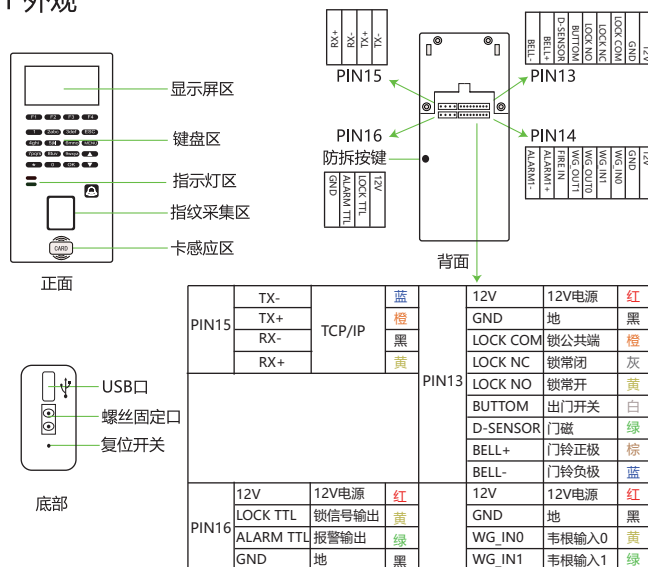 外观
显示屏区
键盘区
指示灯区
指纹采集区
卡感应区
CARD
正面
RX+
RX-
TX+
TX-
PIN15
PIN16
防拆按键
GND
ALARM TTL
LOCK TTL
12V
背面
BELL-
BELL+
D-SENSOR
BUTTOM
LOCK NO
LOCK NC
LOCK COM
GND
12V
PIN13
PIN14
ALARM1-
ALARM1+
FIRE IN
WG_OUT1
WG_OUT0
WG_IN1
WG_IN0
GND
12V
USB口
螺丝固定口
复位开关
底部
PIN15
TX- 蓝
TX+ 橙
TCP/IP
RX- 黑
RX+ 黄
PIN13
12V 12V电源 红
GND 地 黑
LOCK COM 锁公共端 橙
LOCK NC 锁常闭 灰
LOCK NO 锁常开 黄
BUTTOM 出门开关 白
D-SENSOR 门磁 绿
BELL+ 门铃正极 棕
BELL- 门铃负极 蓝
PIN16
12V 12V电源 红
LOCK TTL 锁信号输出 黄
ALARM TTL 报警输出 绿
GND 地 黑
12V 12V电源 红
GND 地 黑
WG_IN0 韦根输入0 黄
WG_IN1 韦根输入1 绿